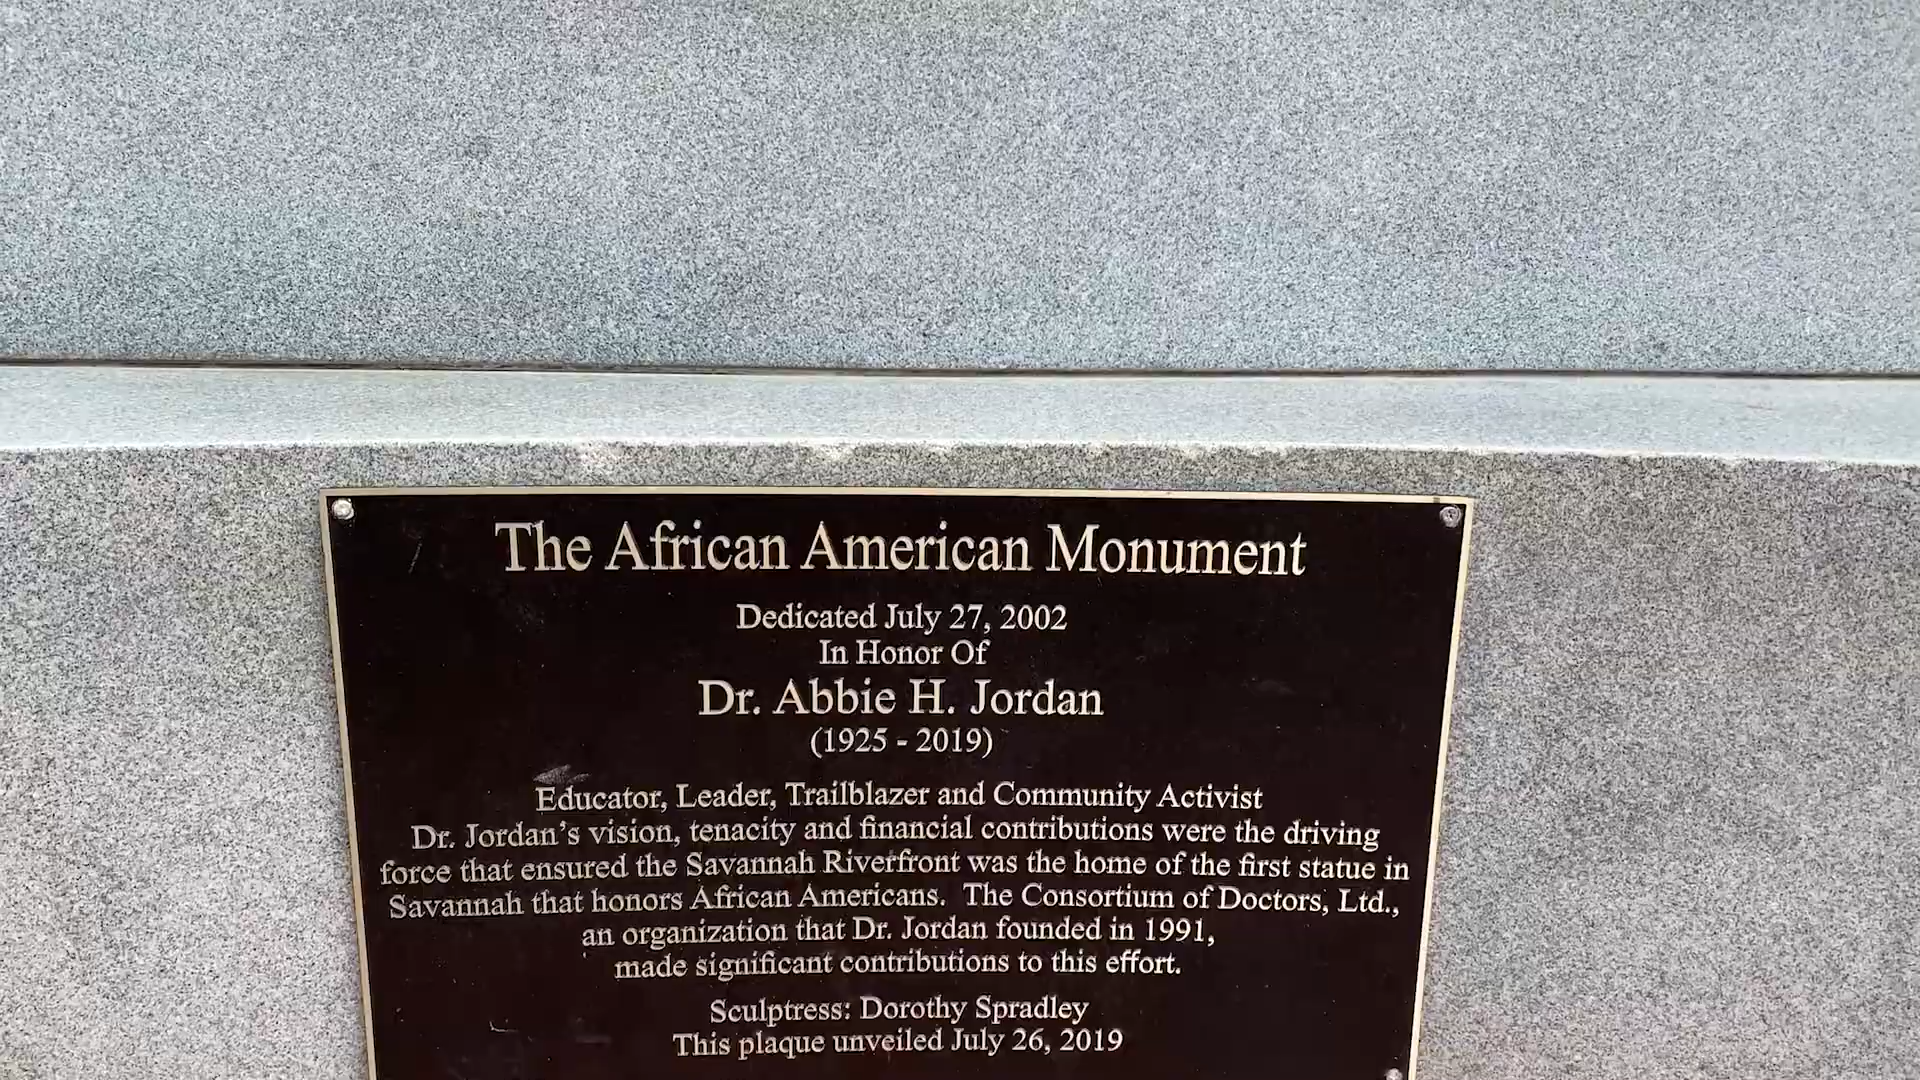 The African American Monument
Dedicated July 27, 2002
In Honor Of
Dr. Abbie H. Jordan
(1925 - 2019)
Educator, Leader, Trailblazer and Community Activist
Dr. Jordan's vision, tenacity and financial contributions were the driving
force that ensured the Savannah Riverfront was the home of the first statue in
Savannah that honors African Americans. The Consortium of Doctors, Ltd.,
an organization that Dr. Jordan founded in 1991,
made significant contributions to this effort.
Sculptress: Dorothy Spradley
This plaque unveiled July 26, 2019